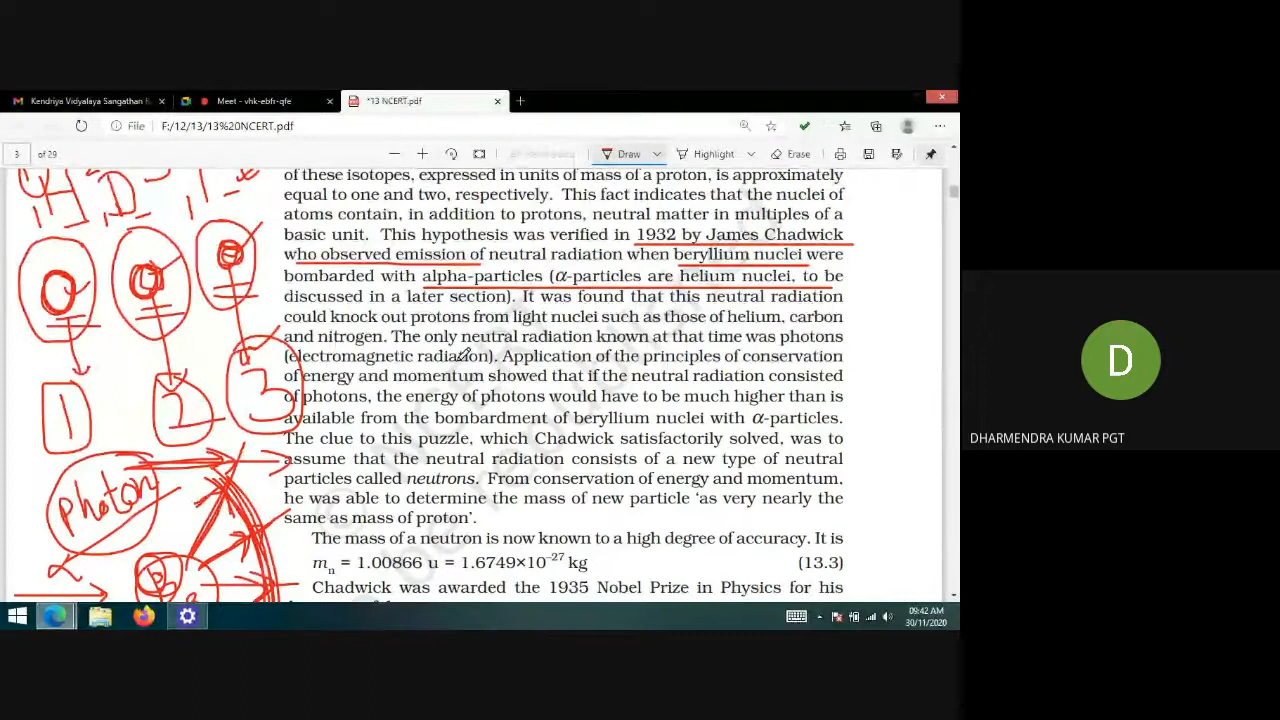 Kendriya Vidyalaya Sangathan
Meet - vhk-ebfr-qfe
*13 NCERT.pdf
File
F:/12/13/13%20NCERT.pdf
3 of 29
Draw
Highlight
Erase
of these isotopes, expressed in units of mass of a proton, is approximately
equal to one and two, respectively. This fact indicates that the nuclei of
atoms contain, in addition to protons, neutral matter in multiples of a
basic unit. This hypothesis was verified in 1932 by James Chadwick
who observed emission of neutral radiation when beryllium nuclei were
bombarded with alpha-particles (α-particles are helium nuclei, to be
discussed in a later section). It was found that this neutral radiation
could knock out protons from light nuclei such as those of helium, carbon
and nitrogen. The only neutral radiation known at that time was photons
(electromagnetic radiation). Application of the principles of conservation
of energy and momentum showed that if the neutral radiation consisted
of photons, the energy of photons would have to be much higher than is
available from the bombardment of beryllium nuclei with α-particles.
The clue to this puzzle, which Chadwick satisfactorily solved, was to
assume that the neutral radiation consists of a new type of neutral
particles called neutrons. From conservation of energy and momentum,
he was able to determine the mass of new particle 'as very nearly the
same as mass of proton'.
The mass of a neutron is now known to a high degree of accuracy. It is
mn = 1.00866 u = 1.6749×10–27 kg (13.3)
Chadwick was awarded the 1935 Nobel Prize in Physics for his
1
2
3
photon
α
D
DHARMENDRA KUMAR PGT
09:42 AM
30/11/2020